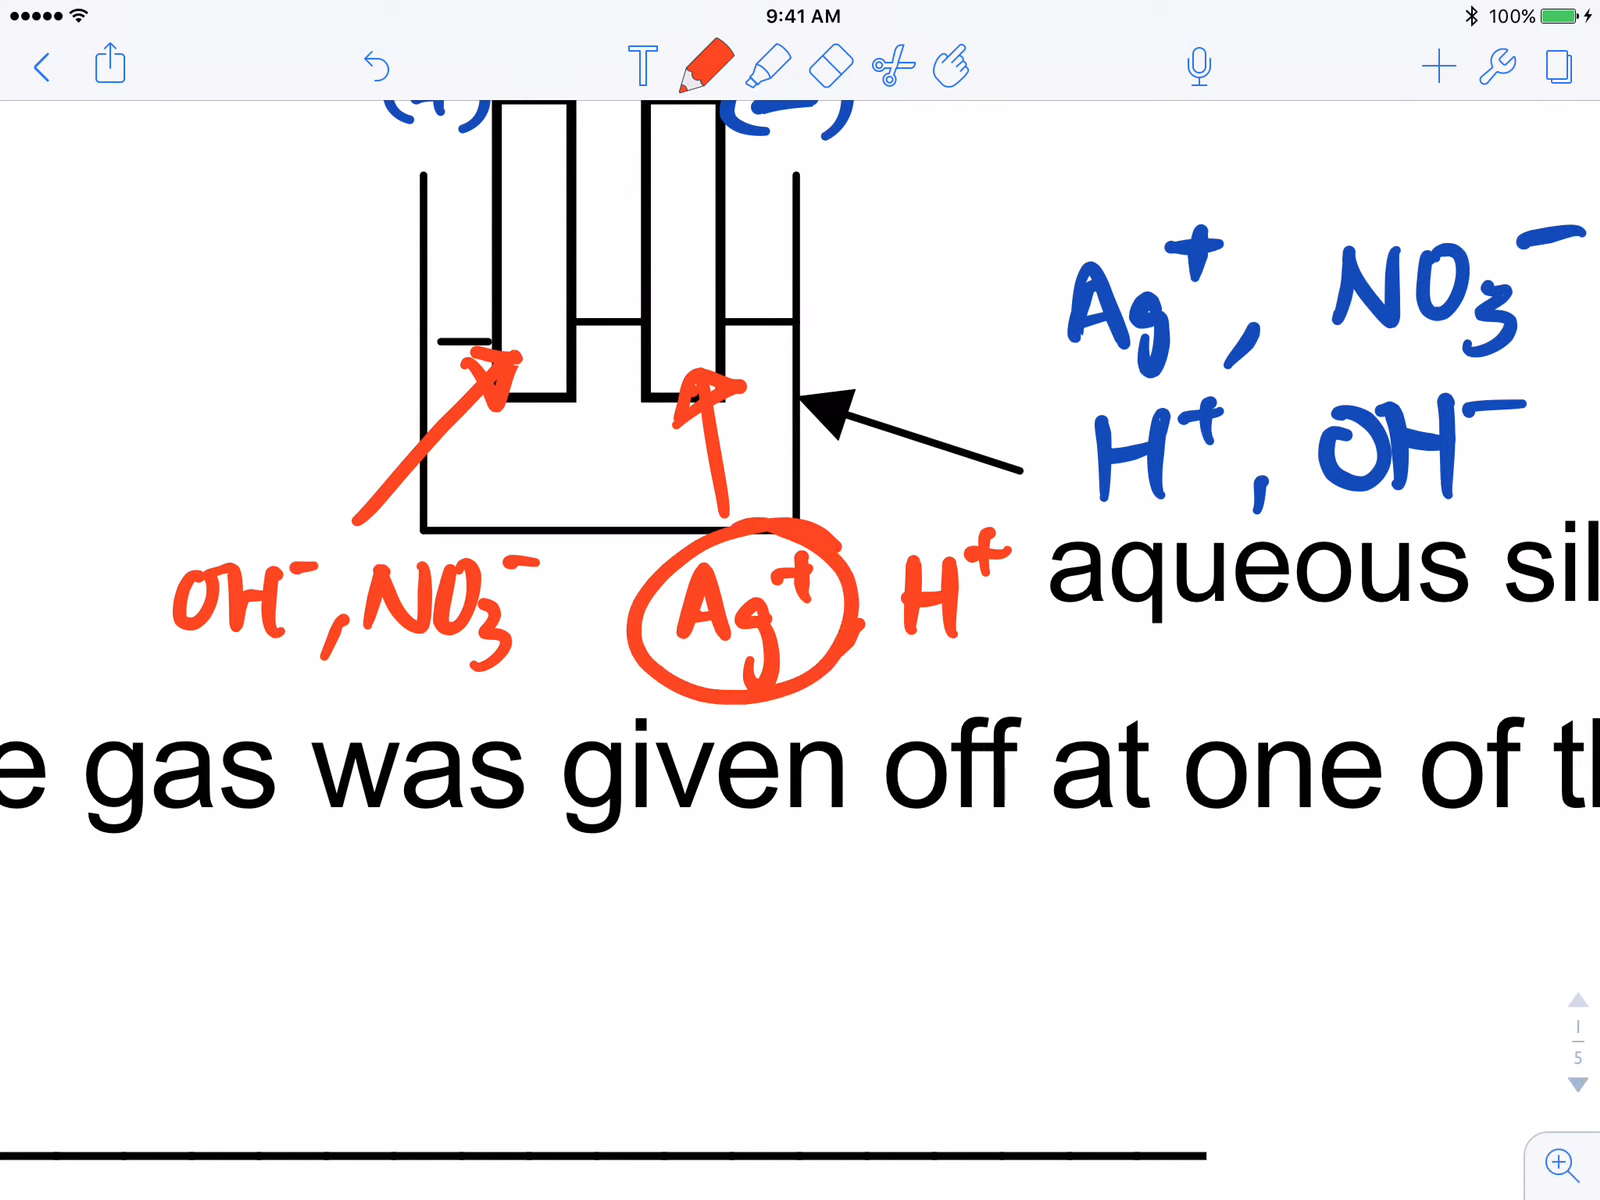 9:41 AM
100%
T
(+) (−)
Ag⁺, NO₃⁻
H⁺, OH⁻
OH⁻, NO₃⁻ Ag⁺ H⁺
aqueous sil
e gas was given off at one of th
1
5